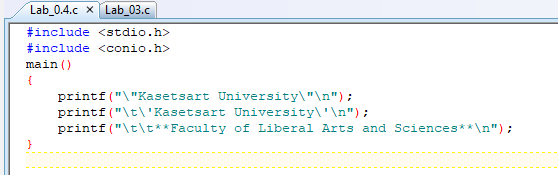 Lab_0.4.c × Lab_03.c
#include <stdio.h>
#include <conio.h>
main()
{
    printf("\"Kasetsart University\"\n");
    printf("\t\'Kasetsart University\'\n");
    printf("\t\t**Faculty of Liberal Arts and Sciences**\n");
}